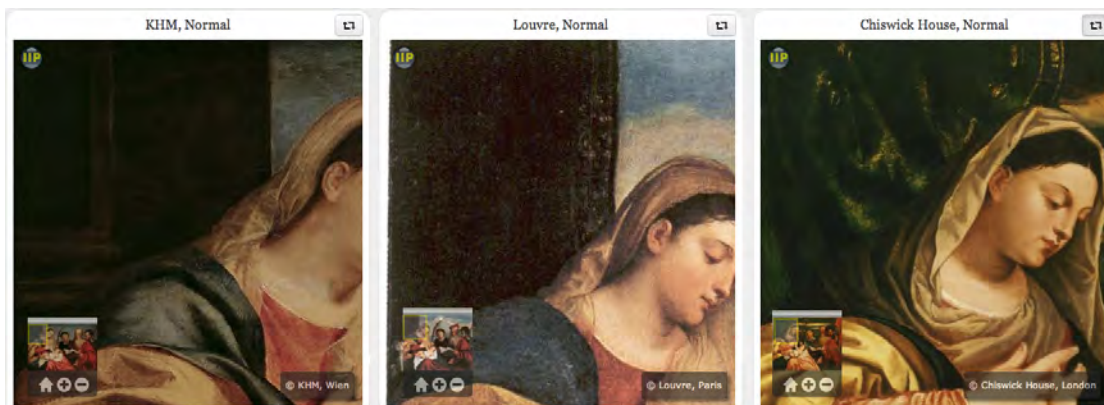 KHM, Normal
Louvre, Normal
Chiswick House, Normal
IIP
IIP
IIP
© KHM, Wien
© Louvre, Paris
© Chiswick House, London